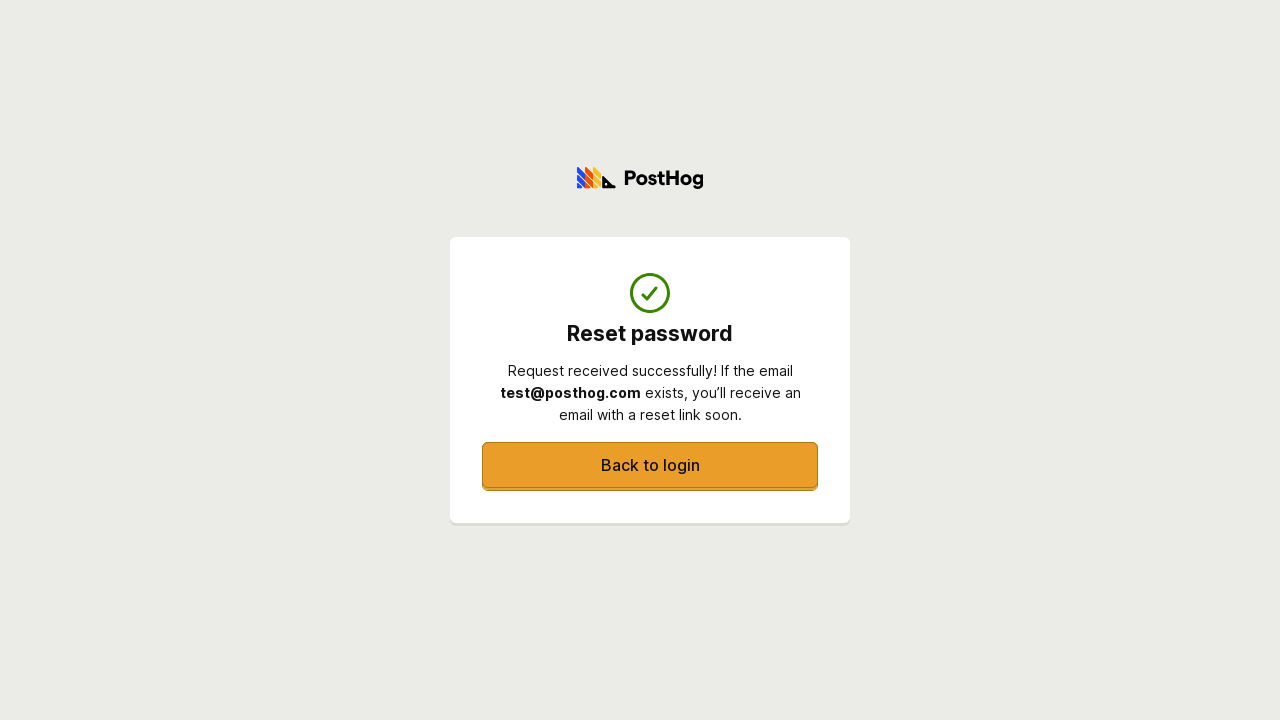 PostHog
Reset password
Request received successfully! If the email
test@posthog.com exists, you’ll receive an
email with a reset link soon.
Back to login